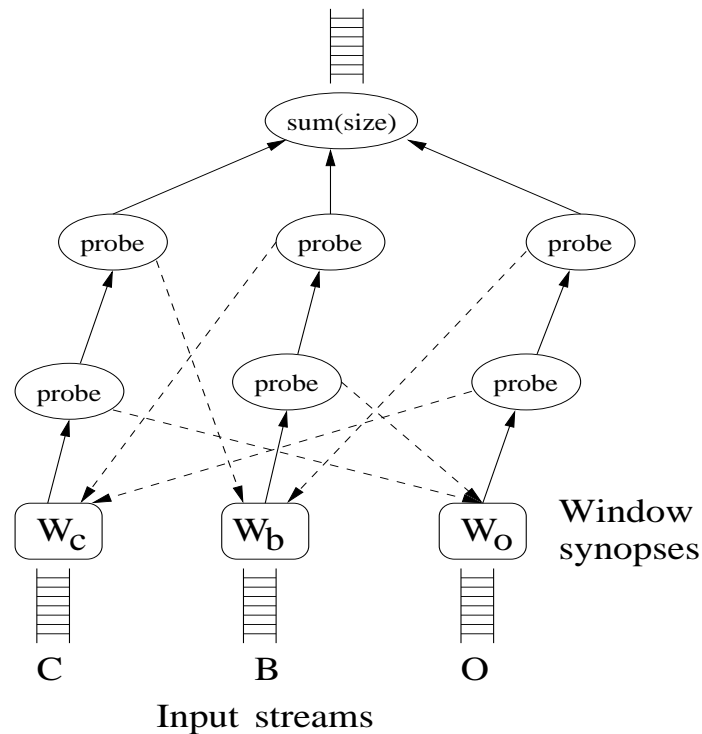 sum(size)
probe
probe
probe
probe
probe
probe
Wc
Wb
Wo
Window
synopses
C
B
O
Input streams